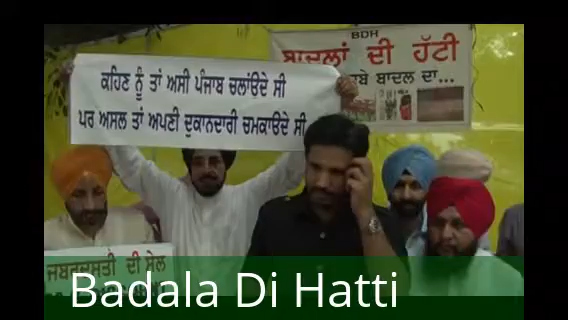 BDH
ਬਾਦਲਾਂ ਦੀ ਹੱਟੀ
ਬੇ ਬਾਦਲ ਦਾ...
ਕਹਿਣ ਨੂੰ ਤਾਂ ਅਸੀ ਪੰਜਾਬ ਚਲਾਂਉਦੇ ਸੀ
ਪਰ ਅਸਲ ਤਾਂ ਅਪਣੀ ਦੁਕਾਨਦਾਰੀ ਚਮਕਾਉਦੇ ਸੀ
ਜਬਰਦਸਤੀ ਦੀ ਸੇਲ
Badala Di Hatti